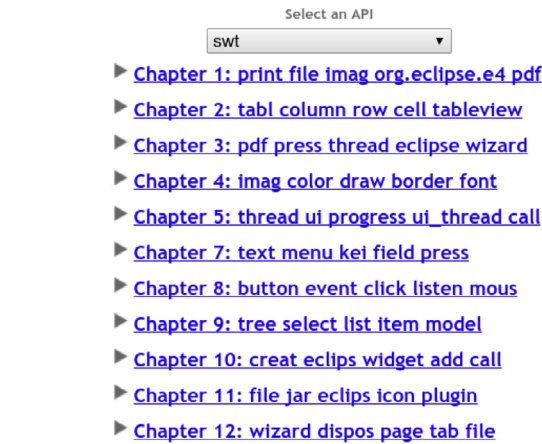 Select an API
swt
Chapter 1: print file imag org.eclipse.e4 pdf
Chapter 2: tabl column row cell tableview
Chapter 3: pdf press thread eclipse wizard
Chapter 4: imag color draw border font
Chapter 5: thread ui progress ui_thread call
Chapter 7: text menu kei field press
Chapter 8: button event click listen mous
Chapter 9: tree select list item model
Chapter 10: creat eclips widget add call
Chapter 11: file jar eclips icon plugin
Chapter 12: wizard dispos page tab file